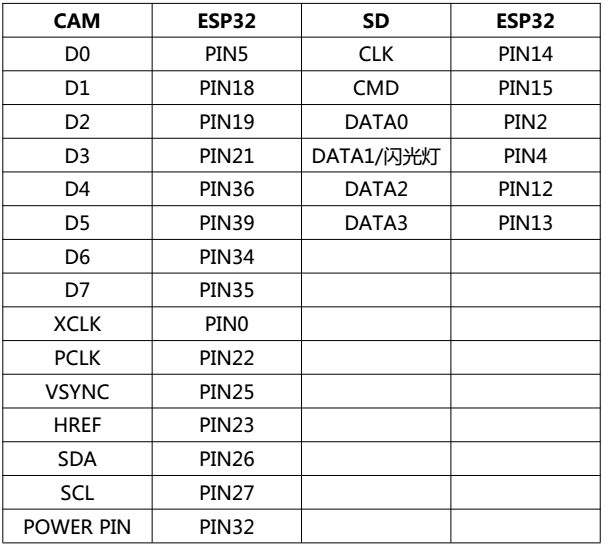 CAM ESP32 SD ESP32
D0 PIN5 CLK PIN14
D1 PIN18 CMD PIN15
D2 PIN19 DATA0 PIN2
D3 PIN21 DATA1/闪光灯 PIN4
D4 PIN36 DATA2 PIN12
D5 PIN39 DATA3 PIN13
D6 PIN34
D7 PIN35
XCLK PIN0
PCLK PIN22
VSYNC PIN25
HREF PIN23
SDA PIN26
SCL PIN27
POWER PIN PIN32